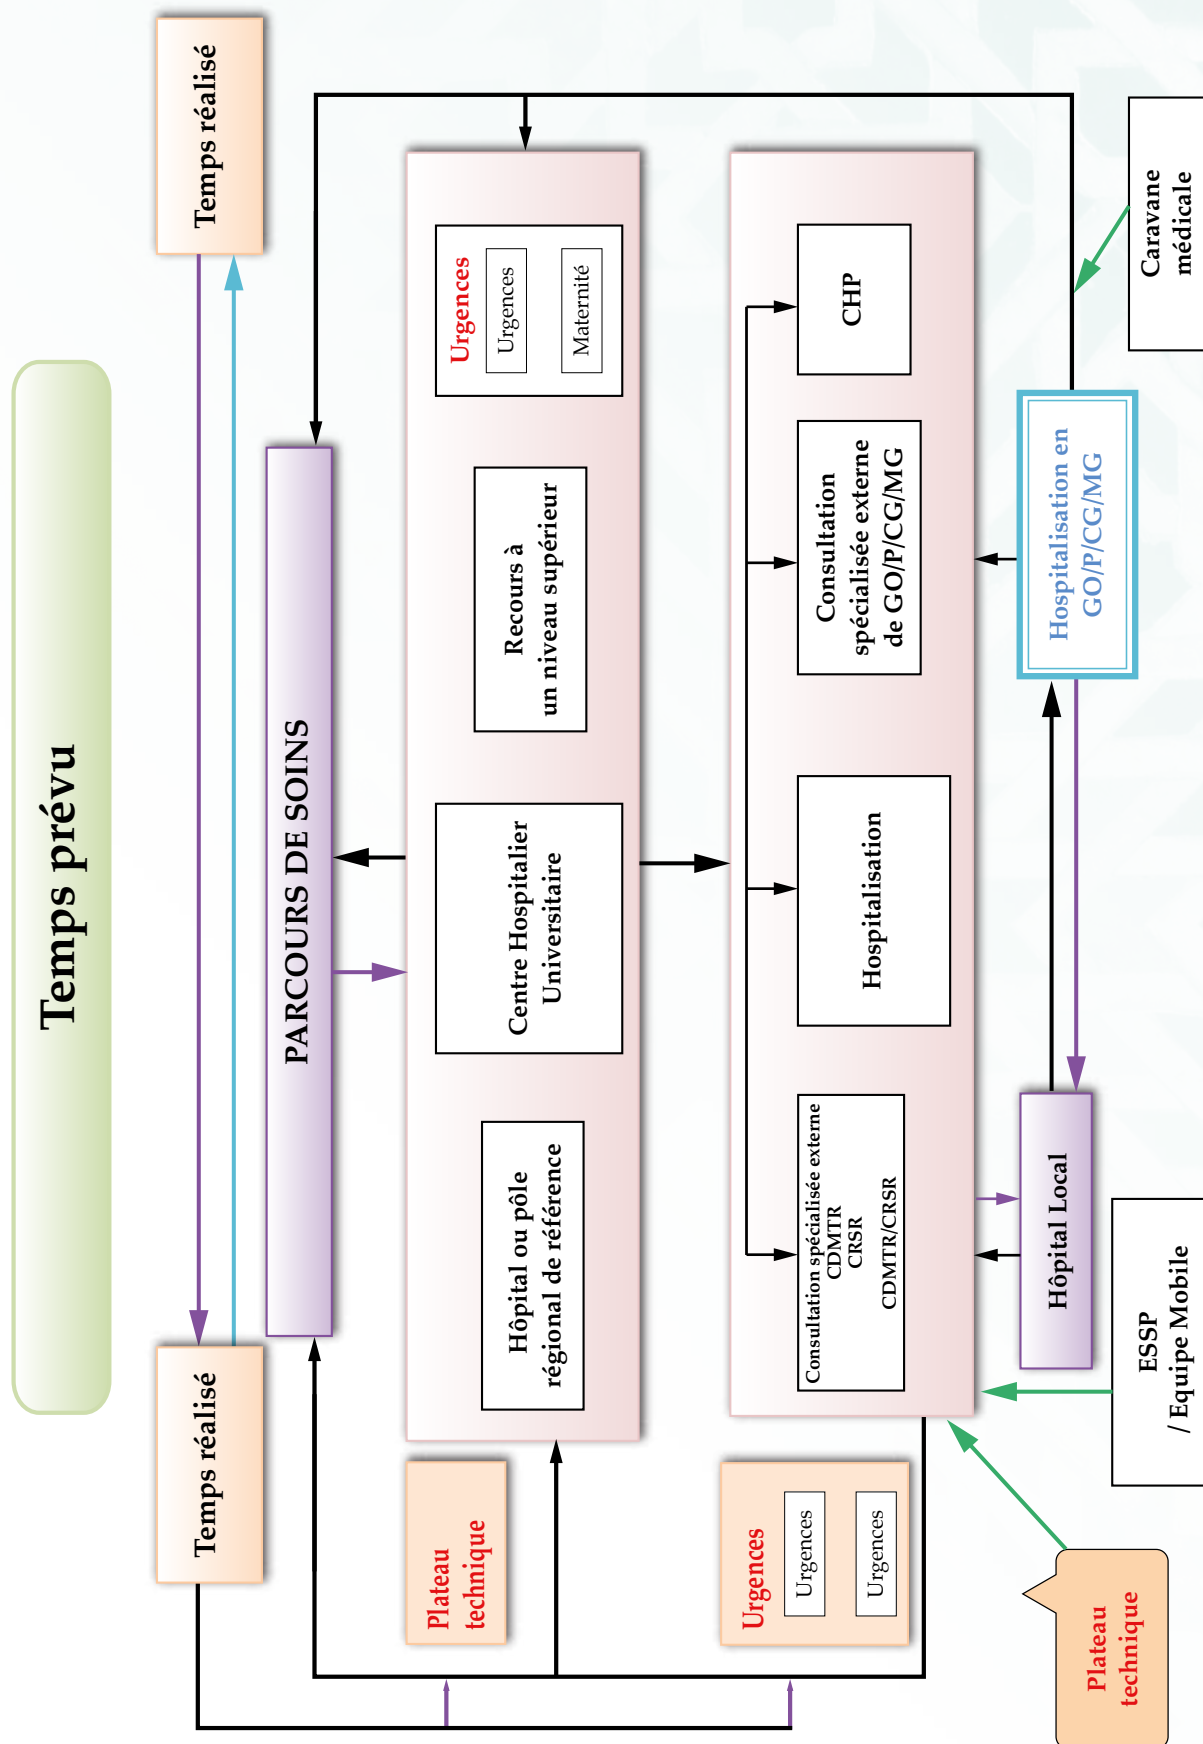 Temps prévu
Temps réalisé
Temps réalisé
PARCOURS DE SOINS
Plateau
technique
Hôpital ou pôle
régional de référence
Centre Hospitalier
Universitaire
Recours à
un niveau supérieur
Urgences
Urgences
Maternité
Urgences
Urgences
Urgences
Consultation spécialisée externe
CDMTR
CRSR
CDMTR/CRSR
Hospitalisation
Consultation
spécialisée externe
de GO/P/CG/MG
CHP
Hôpital Local
Hospitalisation en
GO/P/CG/MG
Plateau
technique
ESSP
/ Equipe Mobile
Caravane
médicale